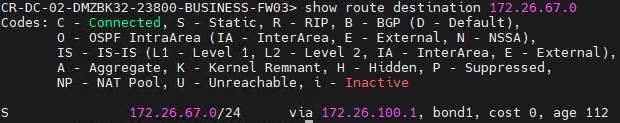 CR-DC-02-DMZBK32-23800-BUSINESS-FW03> show route destination 172.26.67.0
Codes: C - Connected, S - Static, R - RIP, B - BGP (D - Default),
O - OSPF IntraArea (IA - InterArea, E - External, N - NSSA),
IS - IS-IS (L1 - Level 1, L2 - Level 2, IA - InterArea, E - External),
A - Aggregate, K - Kernel Remnant, H - Hidden, P - Suppressed,
NP - NAT Pool, U - Unreachable, i - Inactive
S 172.26.67.0/24 via 172.26.100.1, bond1, cost 0, age 112